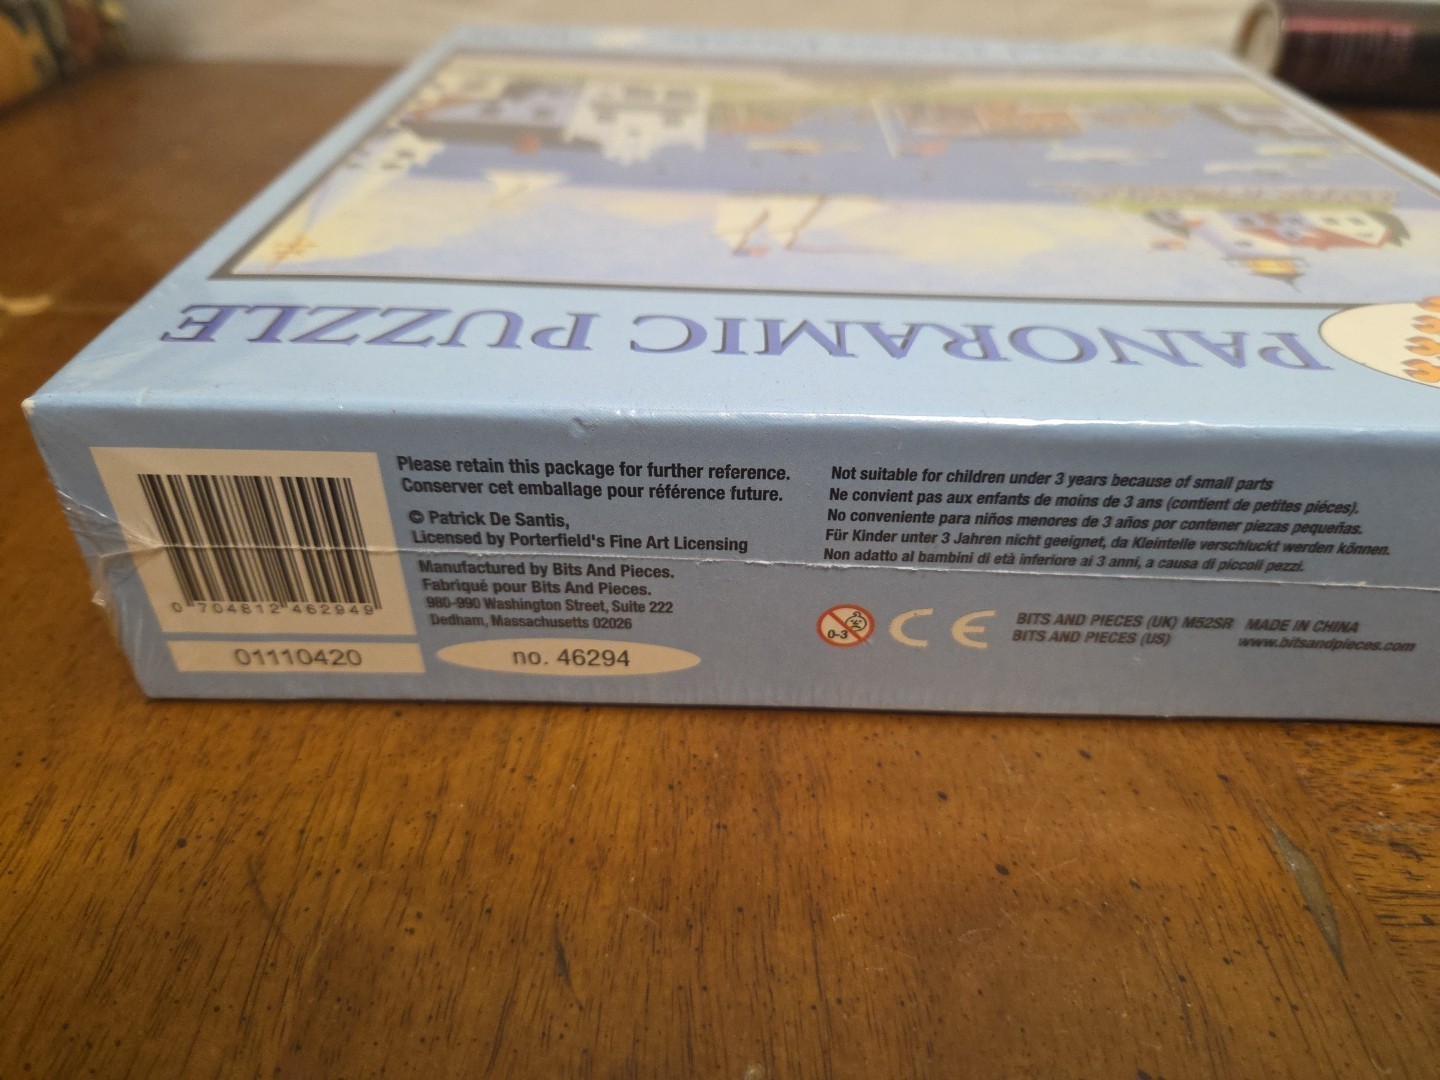 PANORAMIC PUZZLE
0 704812 462949
01110420
Please retain this package for further reference.
Conserver cet emballage pour référence future.
© Patrick De Santis,
Licensed by Porterfield's Fine Art Licensing
Manufactured by Bits And Pieces.
Fabriqué pour Bits And Pieces.
980-990 Washington Street, Suite 222
Dedham, Massachusetts 02026
no. 46294
Not suitable for children under 3 years because of small parts
Ne convient pas aux enfants de moins de 3 ans (contient de petites piéces).
No conveniente para niños menores de 3 años por contener piezas pequeñas.
Für Kinder unter 3 Jahren nicht geeignet, da Kleinteile verschluckt werden können.
Non adatto al bambini di età inferiore ai 3 anni, a causa di piccoli pezzi.
0-3
CE
BITS AND PIECES (UK) M52SR MADE IN CHINA
BITS AND PIECES (US) www.bitsandpieces.com